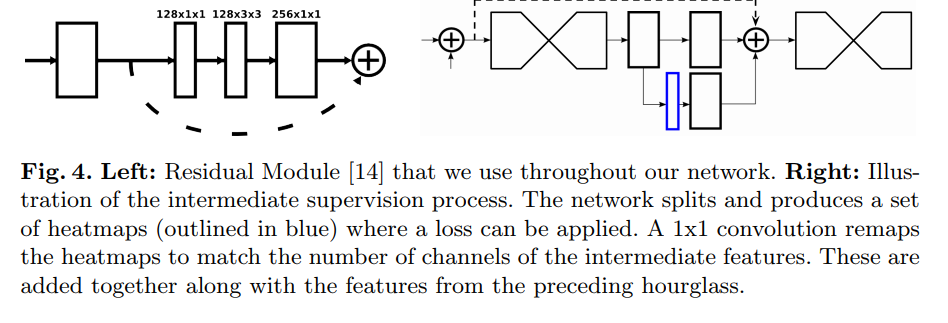 128x1x1 128x3x3 256x1x1
Fig. 4. Left: Residual Module [14] that we use throughout our network. Right: Illus-
tration of the intermediate supervision process. The network splits and produces a set
of heatmaps (outlined in blue) where a loss can be applied. A 1x1 convolution remaps
the heatmaps to match the number of channels of the intermediate features. These are
added together along with the features from the preceding hourglass.